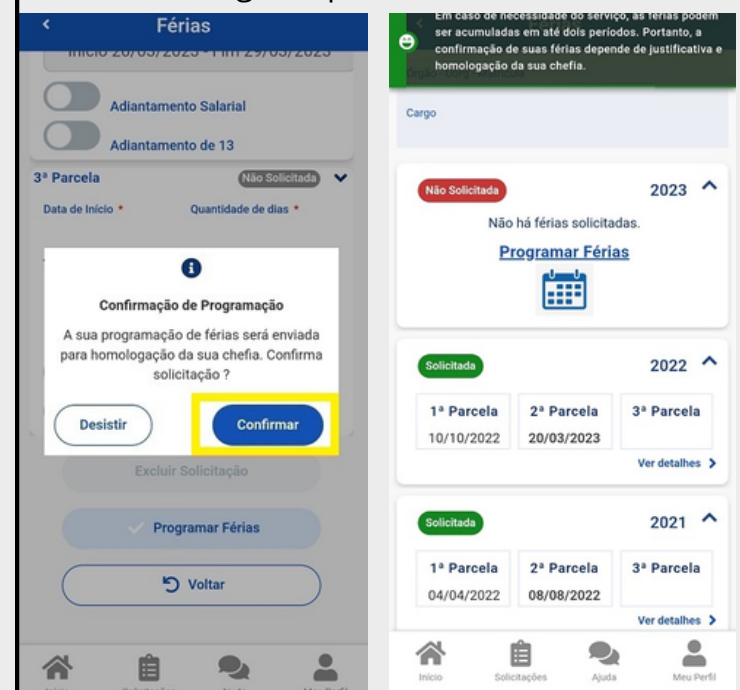 Férias
Início 20/03/2023 - Fim 29/03/2023
Adiantamento Salarial
Adiantamento de 13
3ª Parcela
Não Solicitada
Data de Início *
Quantidade de dias *
Confirmação de Programação
A sua programação de férias será enviada
para homologação da sua chefia. Confirma
solicitação ?
Desistir
Confirmar
Excluir Solicitação
Programar Férias
Voltar
Em caso de necessidade do serviço, as férias podem
ser acumuladas em até dois períodos. Portanto, a
confirmação de suas férias depende de justificativa e
homologação da sua chefia.
Cargo
Não Solicitada
2023
Não há férias solicitadas.
Programar Férias
Solicitada
2022
1ª Parcela 2ª Parcela 3ª Parcela
10/10/2022 20/03/2023
Ver detalhes
Solicitada
2021
1ª Parcela 2ª Parcela 3ª Parcela
04/04/2022 08/08/2022
Ver detalhes
Início Solicitações Ajuda Meu Perfil